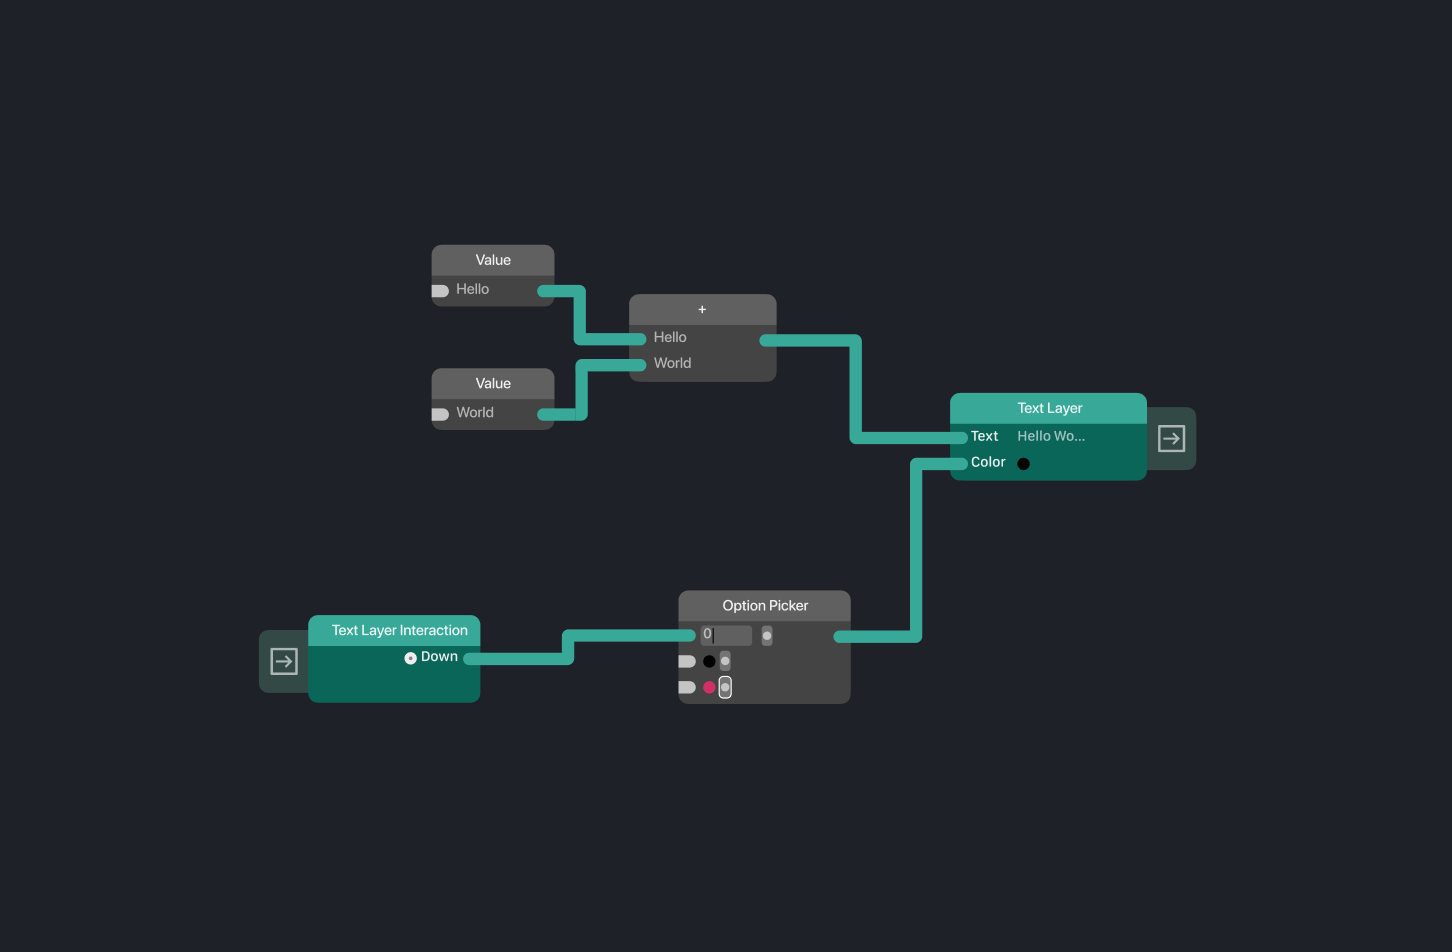 Value
Hello
+
Hello
World
Value
World
Text Layer
Text Hello Wo...
Color
Option Picker
0
Text Layer Interaction
Down